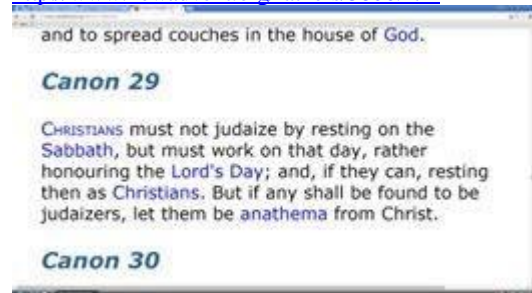 and to spread couches in the house of God.
Canon 29
CHRISTIANS must not judaize by resting on the
Sabbath, but must work on that day, rather
honouring the Lord's Day; and, if they can, resting
then as Christians. But if any shall be found to be
judaizers, let them be anathema from Christ.
Canon 30